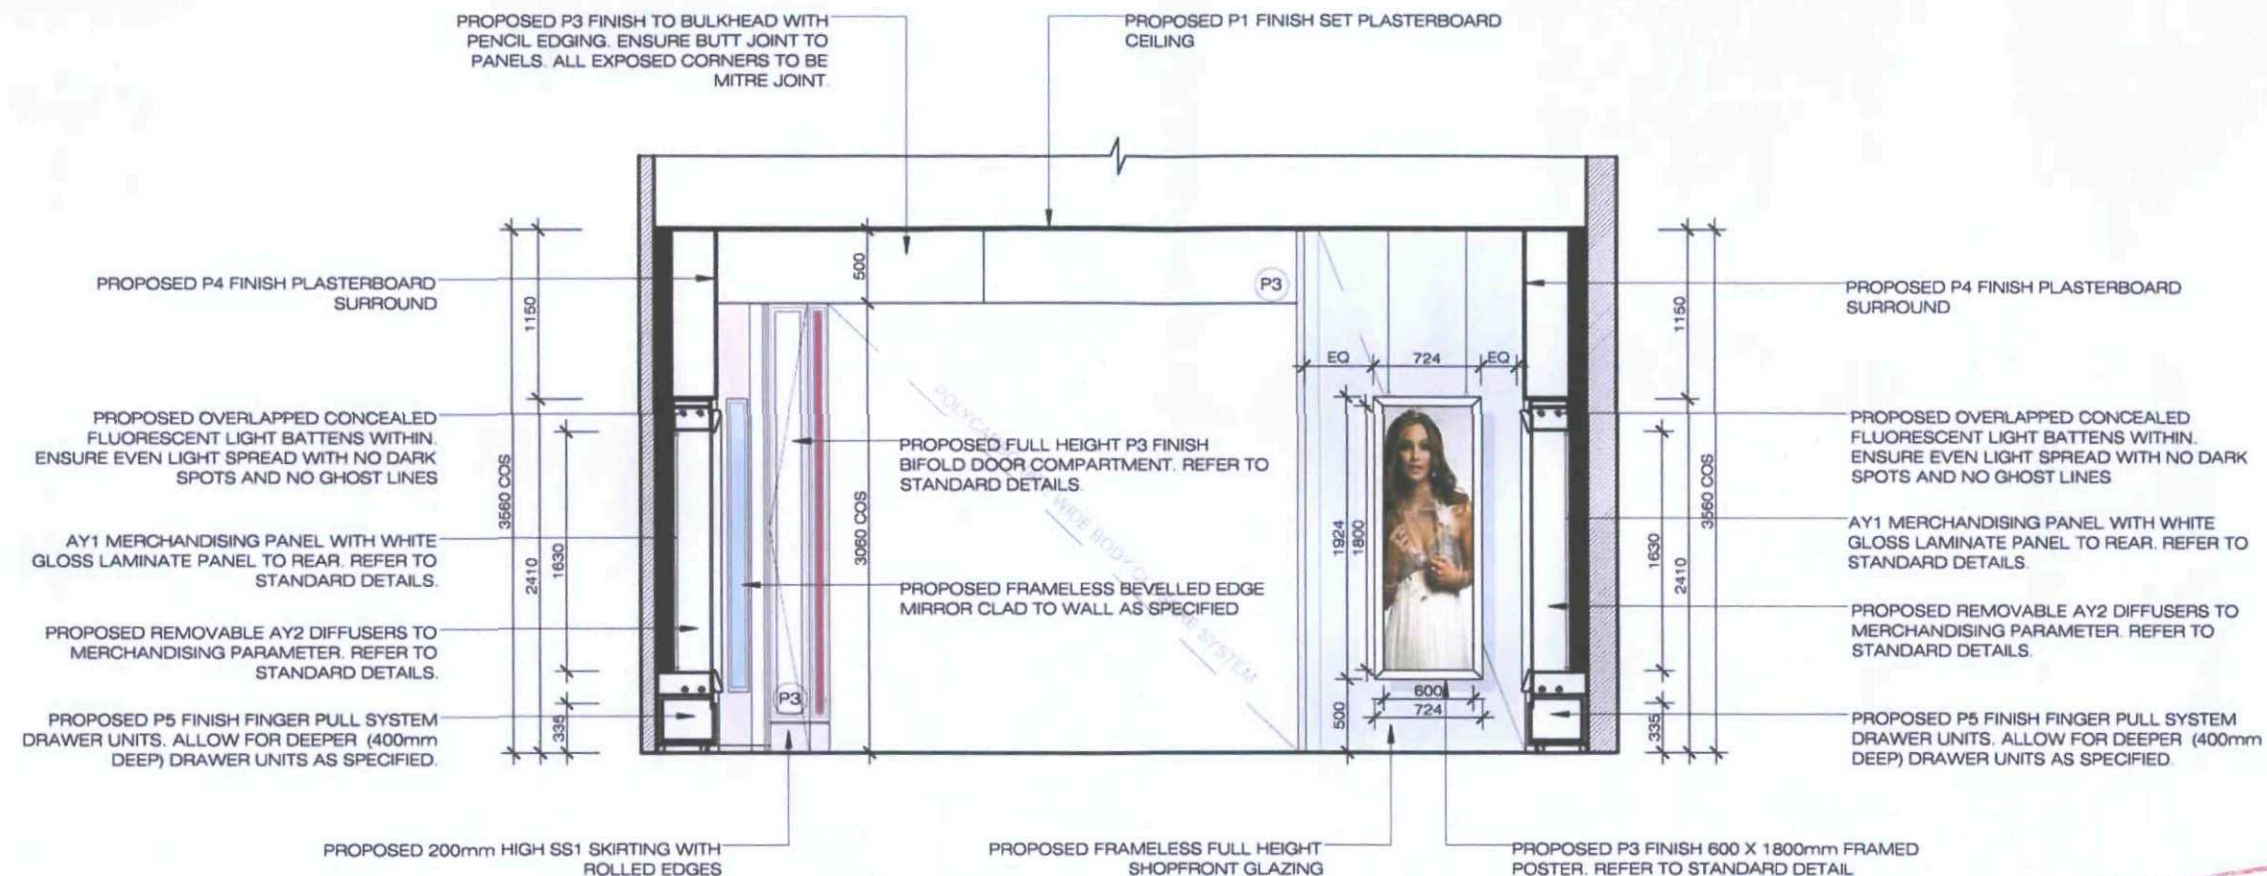 PROPOSED P3 FINISH TO BULKHEAD WITH
PENCIL EDGING. ENSURE BUTT JOINT TO
PANELS. ALL EXPOSED CORNERS TO BE
MITRE JOINT.
PROPOSED P1 FINISH SET PLASTERBOARD
CEILING
PROPOSED P4 FINISH PLASTERBOARD
SURROUND
PROPOSED OVERLAPPED CONCEALED
FLUORESCENT LIGHT BATTENS WITHIN.
ENSURE EVEN LIGHT SPREAD WITH NO DARK
SPOTS AND NO GHOST LINES
AY1 MERCHANDISING PANEL WITH WHITE
GLOSS LAMINATE PANEL TO REAR. REFER TO
STANDARD DETAILS.
PROPOSED REMOVABLE AY2 DIFFUSERS TO
MERCHANDISING PARAMETER. REFER TO
STANDARD DETAILS.
PROPOSED P5 FINISH FINGER PULL SYSTEM
DRAWER UNITS. ALLOW FOR DEEPER (400mm
DEEP) DRAWER UNITS AS SPECIFIED.
3560 COS
1150
2410
1630
335
500
3060 COS
P3
P3
PROPOSED FULL HEIGHT P3 FINISH
BIFOLD DOOR COMPARTMENT. REFER TO
STANDARD DETAILS.
PROPOSED FRAMELESS BEVELLED EDGE
MIRROR CLAD TO WALL AS SPECIFIED
WIDE BODY
SYSTEM
EQ
724
EQ
1924
1800
500
600
724
1150
1630
335
2410
3560 COS
PROPOSED P4 FINISH PLASTERBOARD
SURROUND
PROPOSED OVERLAPPED CONCEALED
FLUORESCENT LIGHT BATTENS WITHIN.
ENSURE EVEN LIGHT SPREAD WITH NO DARK
SPOTS AND NO GHOST LINES
AY1 MERCHANDISING PANEL WITH WHITE
GLOSS LAMINATE PANEL TO REAR. REFER TO
STANDARD DETAILS.
PROPOSED REMOVABLE AY2 DIFFUSERS TO
MERCHANDISING PARAMETER. REFER TO
STANDARD DETAILS.
PROPOSED P5 FINISH FINGER PULL SYSTEM
DRAWER UNITS. ALLOW FOR DEEPER (400mm
DEEP) DRAWER UNITS AS SPECIFIED.
PROPOSED 200mm HIGH SS1 SKIRTING WITH
ROLLED EDGES
PROPOSED FRAMELESS FULL HEIGHT
SHOPFRONT GLAZING
PROPOSED P3 FINISH 600 X 1800mm FRAMED
POSTER. REFER TO STANDARD DETAIL